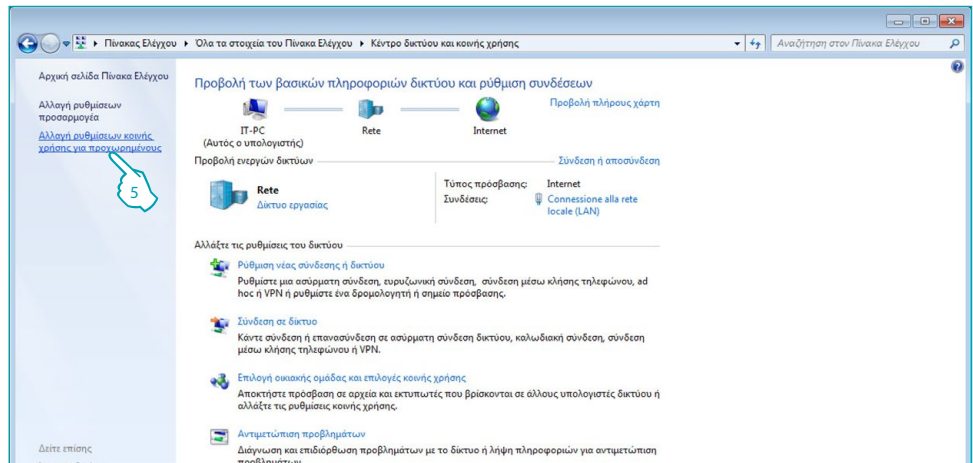 Πίνακας Ελέγχου ▸ Όλα τα στοιχεία του Πίνακα Ελέγχου ▸ Κέντρο δικτύου και κοινής χρήσης
Αναζήτηση στον Πίνακα Ελέγχου
Αρχική σελίδα Πίνακα Ελέγχου
Αλλαγή ρυθμίσεων
προσαρμογέα
Αλλαγή ρυθμίσεων κοινής
χρήσης για προχωρημένους
5
Δείτε επίσης
Προβολή των βασικών πληροφοριών δικτύου και ρύθμιση συνδέσεων
Προβολή πλήρους χάρτη
IT-PC
(Αυτός ο υπολογιστής)
Rete
Internet
Προβολή ενεργών δικτύων
Σύνδεση ή αποσύνδεση
Rete
Δίκτυο εργασίας
Τύπος πρόσβασης: Internet
Συνδέσεις: Connessione alla rete
locale (LAN)
Αλλάξτε τις ρυθμίσεις του δικτύου
Ρύθμιση νέας σύνδεσης ή δικτύου
Ρυθμίστε μια ασύρματη σύνδεση, ευρυζωνική σύνδεση, σύνδεση μέσω κλήσης τηλεφώνου, ad
hoc ή VPN ή ρυθμίστε ένα δρομολογητή ή σημείο πρόσβασης.
Σύνδεση σε δίκτυο
Κάντε σύνδεση ή επανασύνδεση σε ασύρματη σύνδεση δικτύου, καλωδιακή σύνδεση, σύνδεση
μέσω κλήσης τηλεφώνου ή VPN.
Επιλογή οικιακής ομάδας και επιλογές κοινής χρήσης
Αποκτήστε πρόσβαση σε αρχεία και εκτυπωτές που βρίσκονται σε άλλους υπολογιστές δικτύου ή
αλλάξτε τις ρυθμίσεις κοινής χρήσης.
Αντιμετώπιση προβλημάτων
Διάγνωση και επιδιόρθωση προβλημάτων με το δίκτυο ή λήψη πληροφοριών για αντιμετώπιση
προβλημάτων.